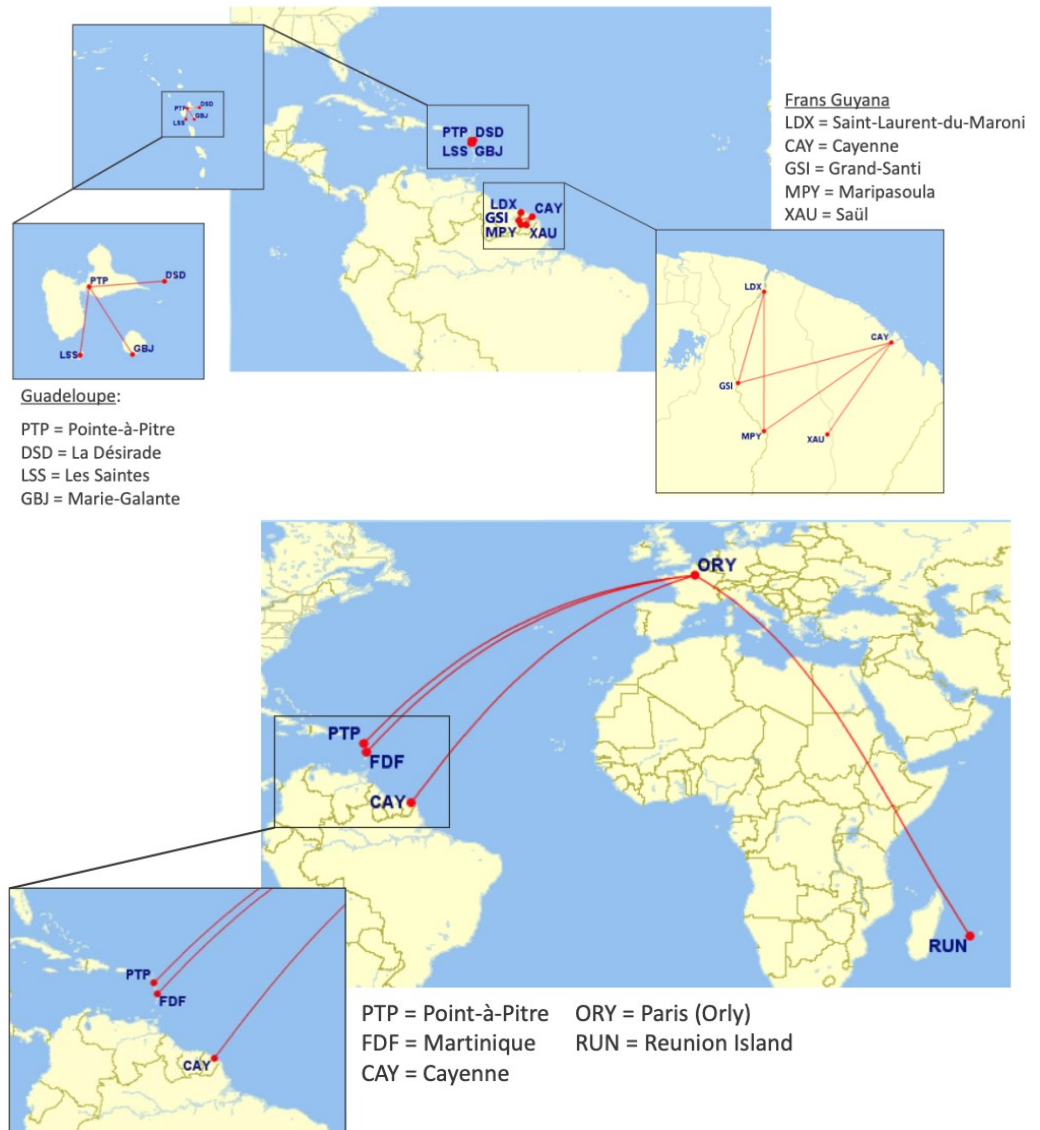 PTP
DSD
LSS
GBJ
PTP DSD
LSS GBJ
LDX
CAY
GSI
MPY
XAU
Frans Guyana
LDX = Saint-Laurent-du-Maroni
CAY = Cayenne
GSI = Grand-Santi
MPY = Maripasoula
XAU = Saül
PTP
DSD
LSS
GBJ
LDX
CAY
GSI
MPY
XAU
Guadeloupe:
PTP = Pointe-à-Pitre
DSD = La Désirade
LSS = Les Saintes
GBJ = Marie-Galante
ORY
PTP
FDF
CAY
RUN
PTP
FDF
CAY
PTP = Point-à-Pitre
FDF = Martinique
CAY = Cayenne
ORY = Paris (Orly)
RUN = Reunion Island